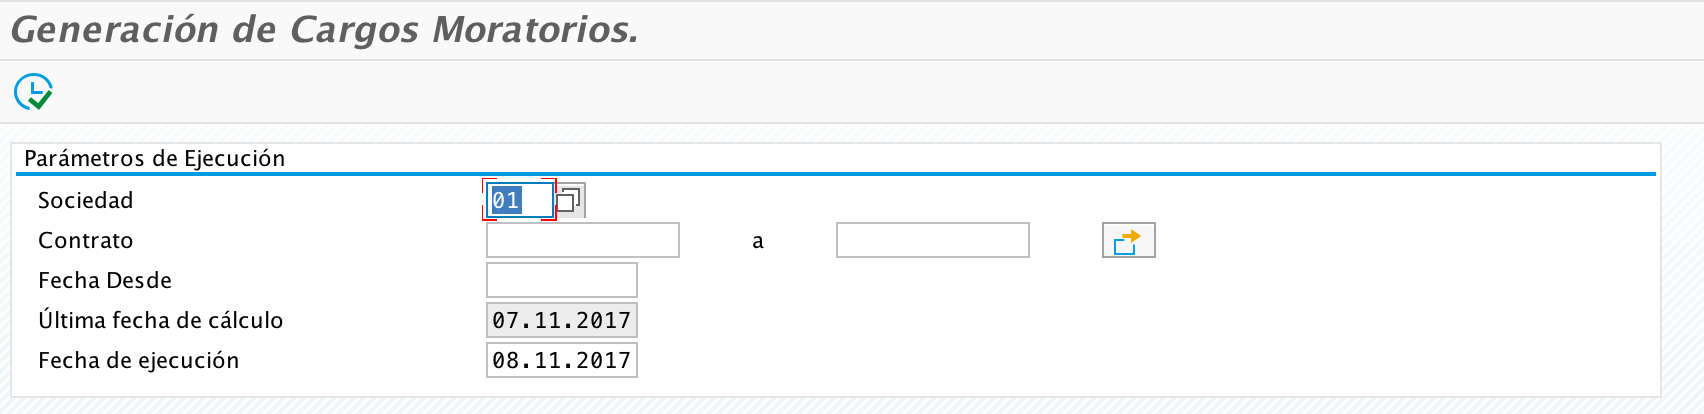 Generación de Cargos Moratorios.
Parámetros de Ejecución
Sociedad 01
Contrato a
Fecha Desde
Última fecha de cálculo 07.11.2017
Fecha de ejecución 08.11.2017